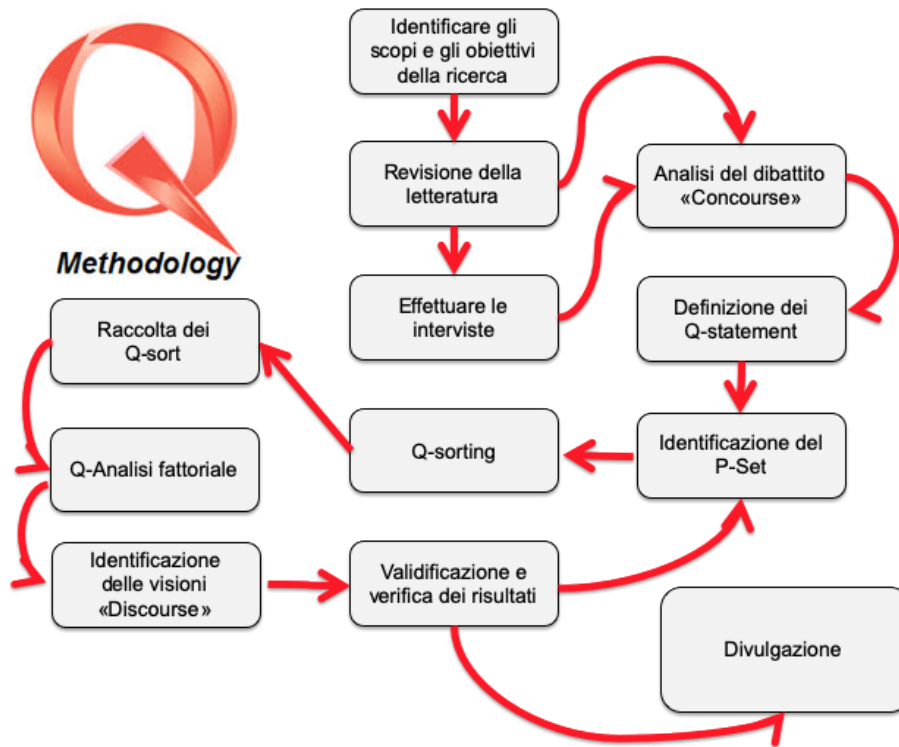 Q
Methodology
Identificare gli
scopi e gli obiettivi
della ricerca
Revisione della
letteratura
Effettuare le
interviste
Analisi del dibattito
«Concourse»
Definizione dei
Q-statement
Identificazione del
P-Set
Q-sorting
Raccolta dei
Q-sort
Q-Analisi fattoriale
Identificazione
delle visioni
«Discourse»
Validificazione e
verifica dei risultati
Divulgazione